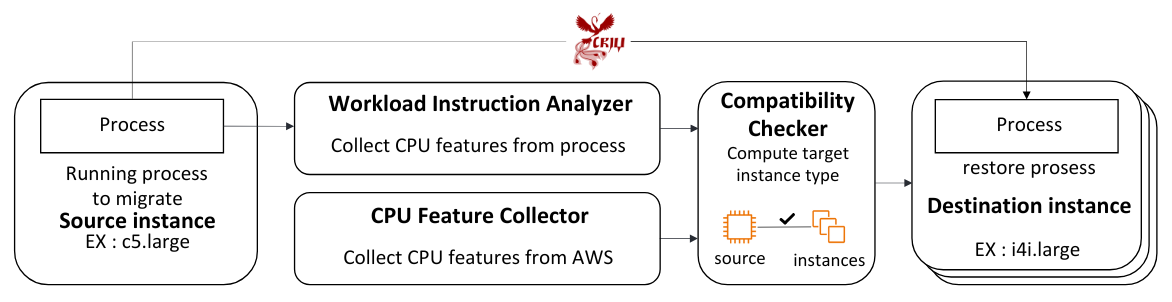 CRIU
Process
Running process
to migrate
Source instance
EX : c5.large
Workload Instruction Analyzer
Collect CPU features from process
CPU Feature Collector
Collect CPU features from AWS
Compatibility
Checker
Compute target
instance type
source
instances
Process
restore prosess
Destination instance
EX : i4i.large